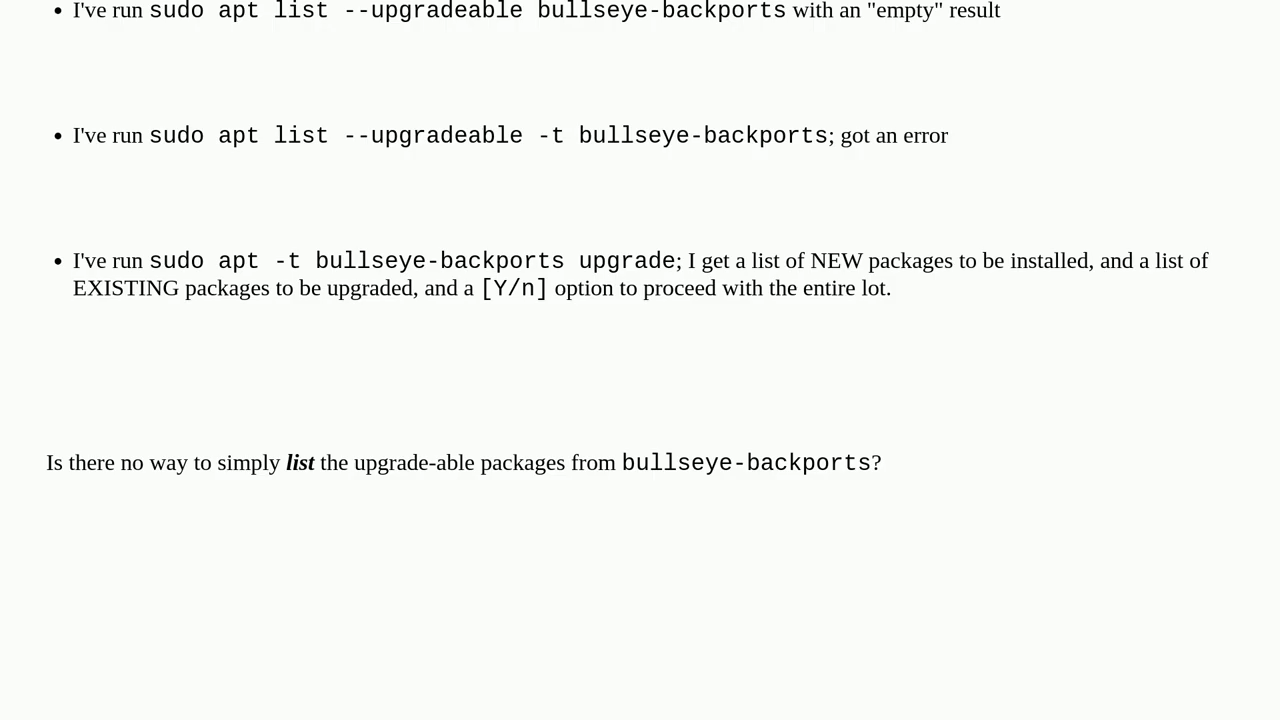 • I've run sudo apt list --upgradeable bullseye-backports with an "empty" result
• I've run sudo apt list --upgradeable -t bullseye-backports; got an error
• I've run sudo apt -t bullseye-backports upgrade; I get a list of NEW packages to be installed, and a list of
EXISTING packages to be upgraded, and a [Y/n] option to proceed with the entire lot.
Is there no way to simply list the upgrade-able packages from bullseye-backports?